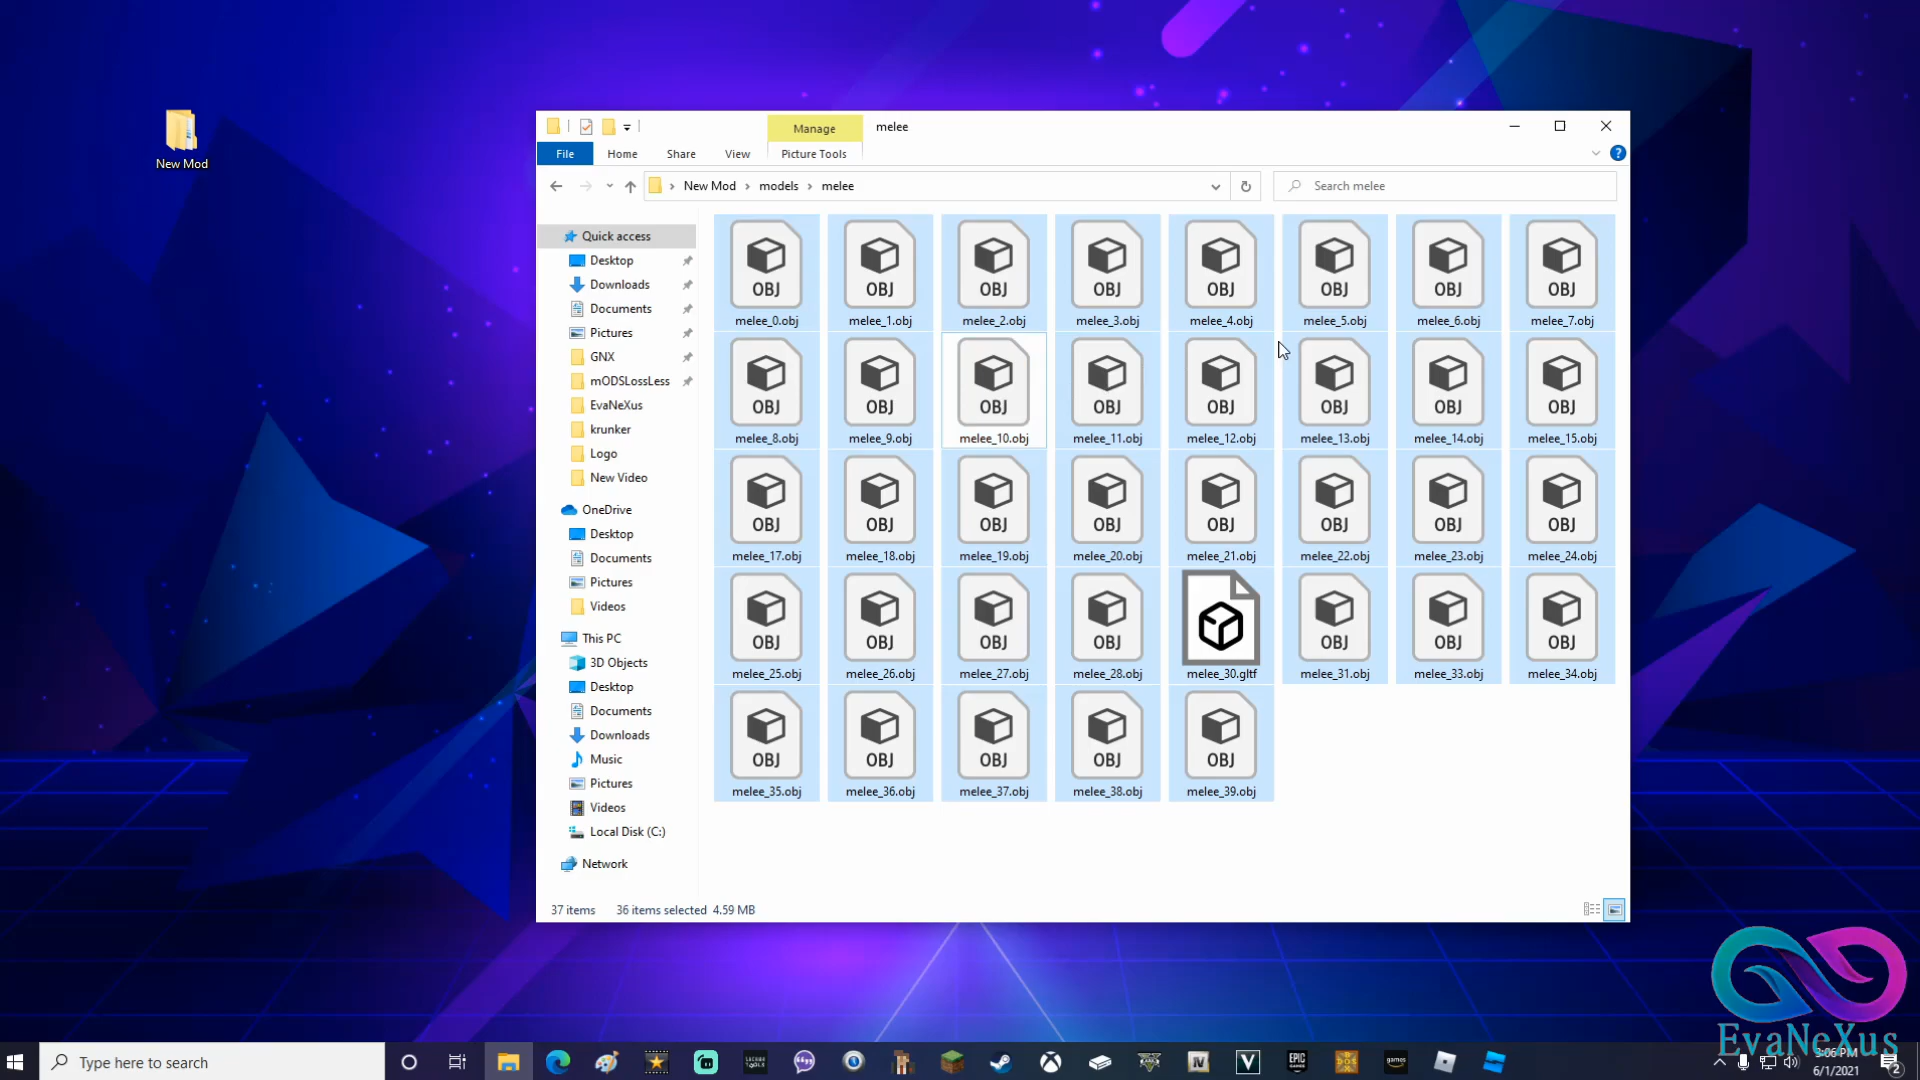 New Mod
Manage
melee
File
Home
Share
View
Picture Tools
New Mod
models
melee
Search melee
Quick access
Desktop
Downloads
Documents
Pictures
GNX
mODSLossLess
EvaNeXus
krunker
Logo
New Video
OneDrive
Desktop
Documents
Pictures
Videos
This PC
3D Objects
Desktop
Documents
Downloads
Music
Pictures
Videos
Local Disk (C:)
Network
OBJ OBJ OBJ OBJ OBJ OBJ OBJ OBJ
melee_0.obj melee_1.obj melee_2.obj melee_3.obj melee_4.obj melee_5.obj melee_6.obj melee_7.obj
OBJ OBJ OBJ OBJ OBJ OBJ OBJ OBJ
melee_8.obj melee_9.obj melee_10.obj melee_11.obj melee_12.obj melee_13.obj melee_14.obj melee_15.obj
OBJ OBJ OBJ OBJ OBJ OBJ OBJ OBJ
melee_17.obj melee_18.obj melee_19.obj melee_20.obj melee_21.obj melee_22.obj melee_23.obj melee_24.obj
OBJ OBJ OBJ OBJ OBJ OBJ OBJ
melee_25.obj melee_26.obj melee_27.obj melee_28.obj melee_30.gltf melee_31.obj melee_33.obj melee_34.obj
OBJ OBJ OBJ OBJ OBJ
melee_35.obj melee_36.obj melee_37.obj melee_38.obj melee_39.obj
37 items 36 items selected 4.59 MB
EvaNeXus
Type here to search
EPIC
GAMES
games
3:06 PM
6/1/2021
2